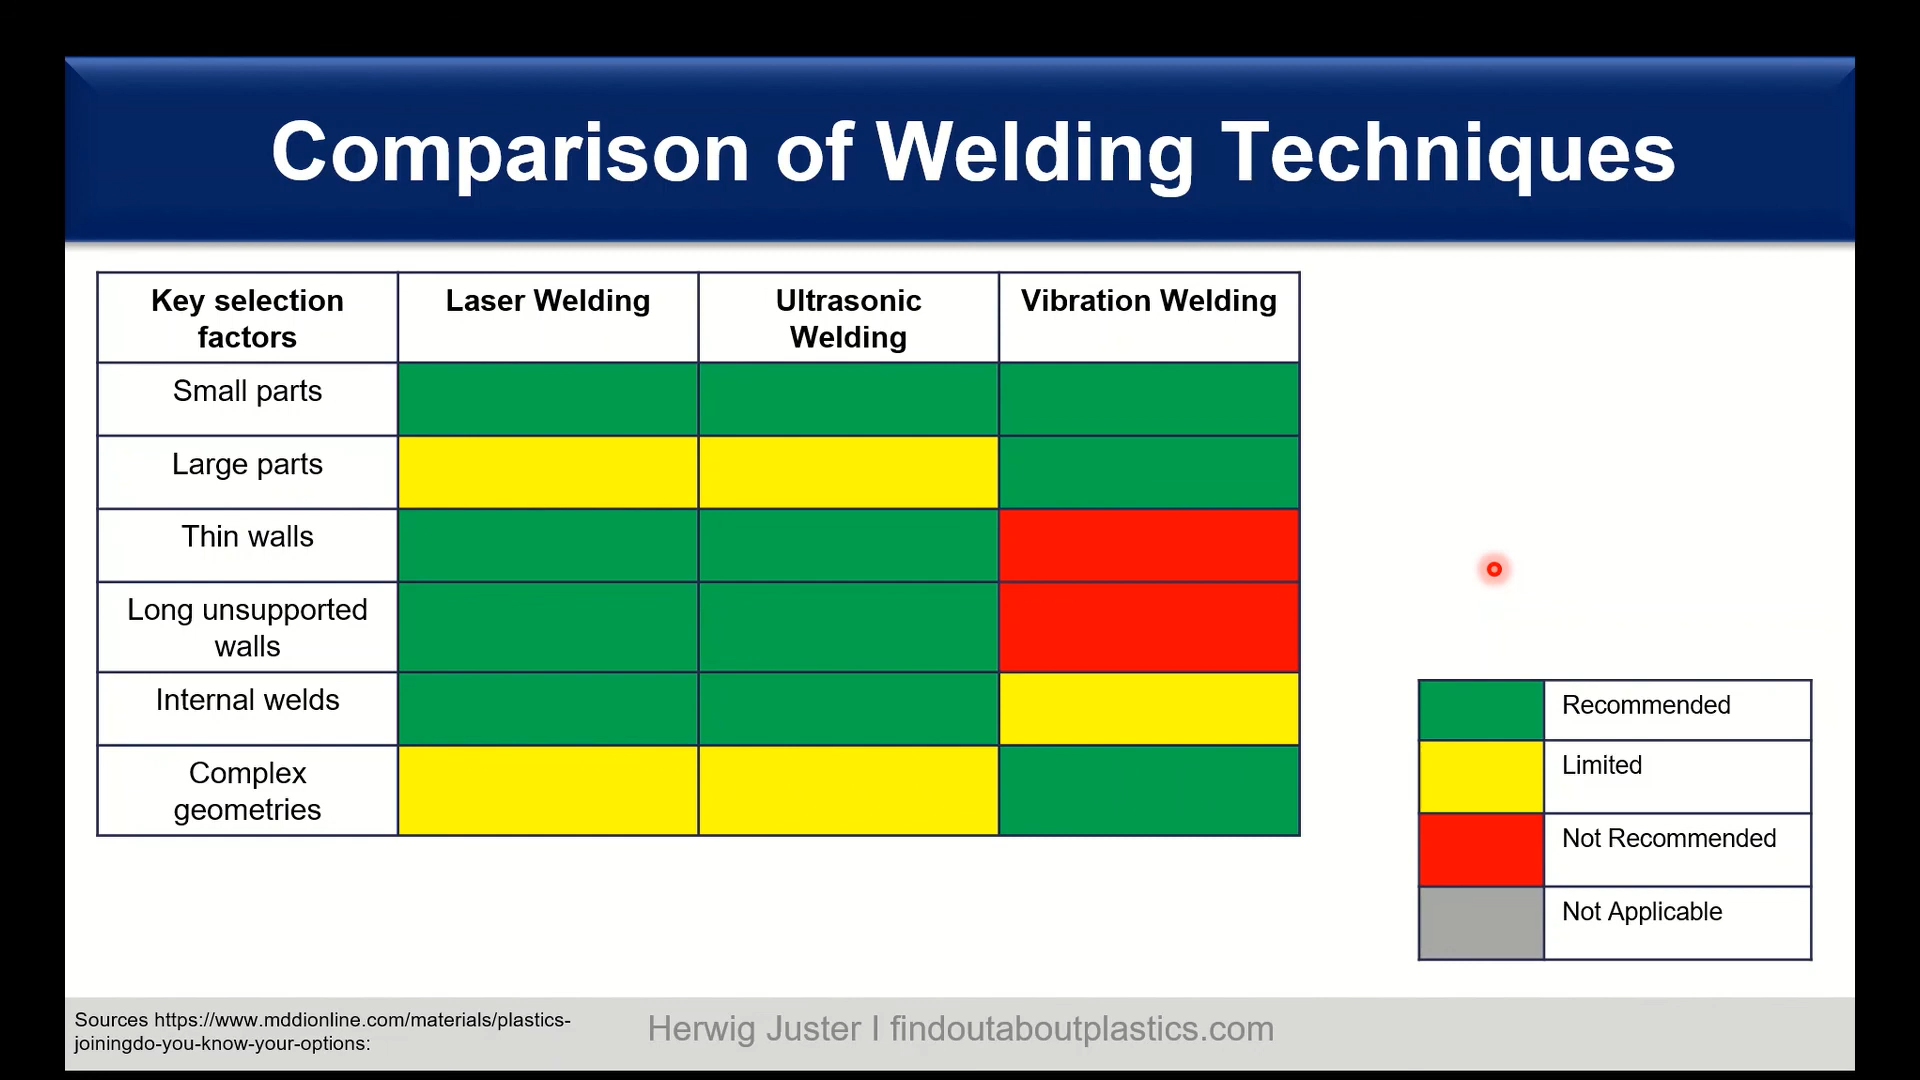 Comparison of Welding Techniques
Key selection
factors
Laser Welding
Ultrasonic
Welding
Vibration Welding
Small parts
Large parts
Thin walls
Long unsupported
walls
Internal welds
Complex
geometries
Recommended
Limited
Not Recommended
Not Applicable
Sources https://www.mddionline.com/materials/plastics-
joiningdo-you-know-your-options:
Herwig Juster I findoutaboutplastics.com